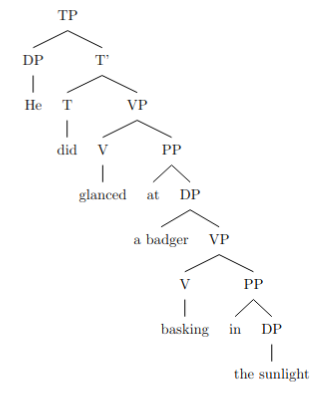 TP
DP T'
He T VP
did V PP
glanced at DP
a badger VP
V PP
basking in DP
the sunlight